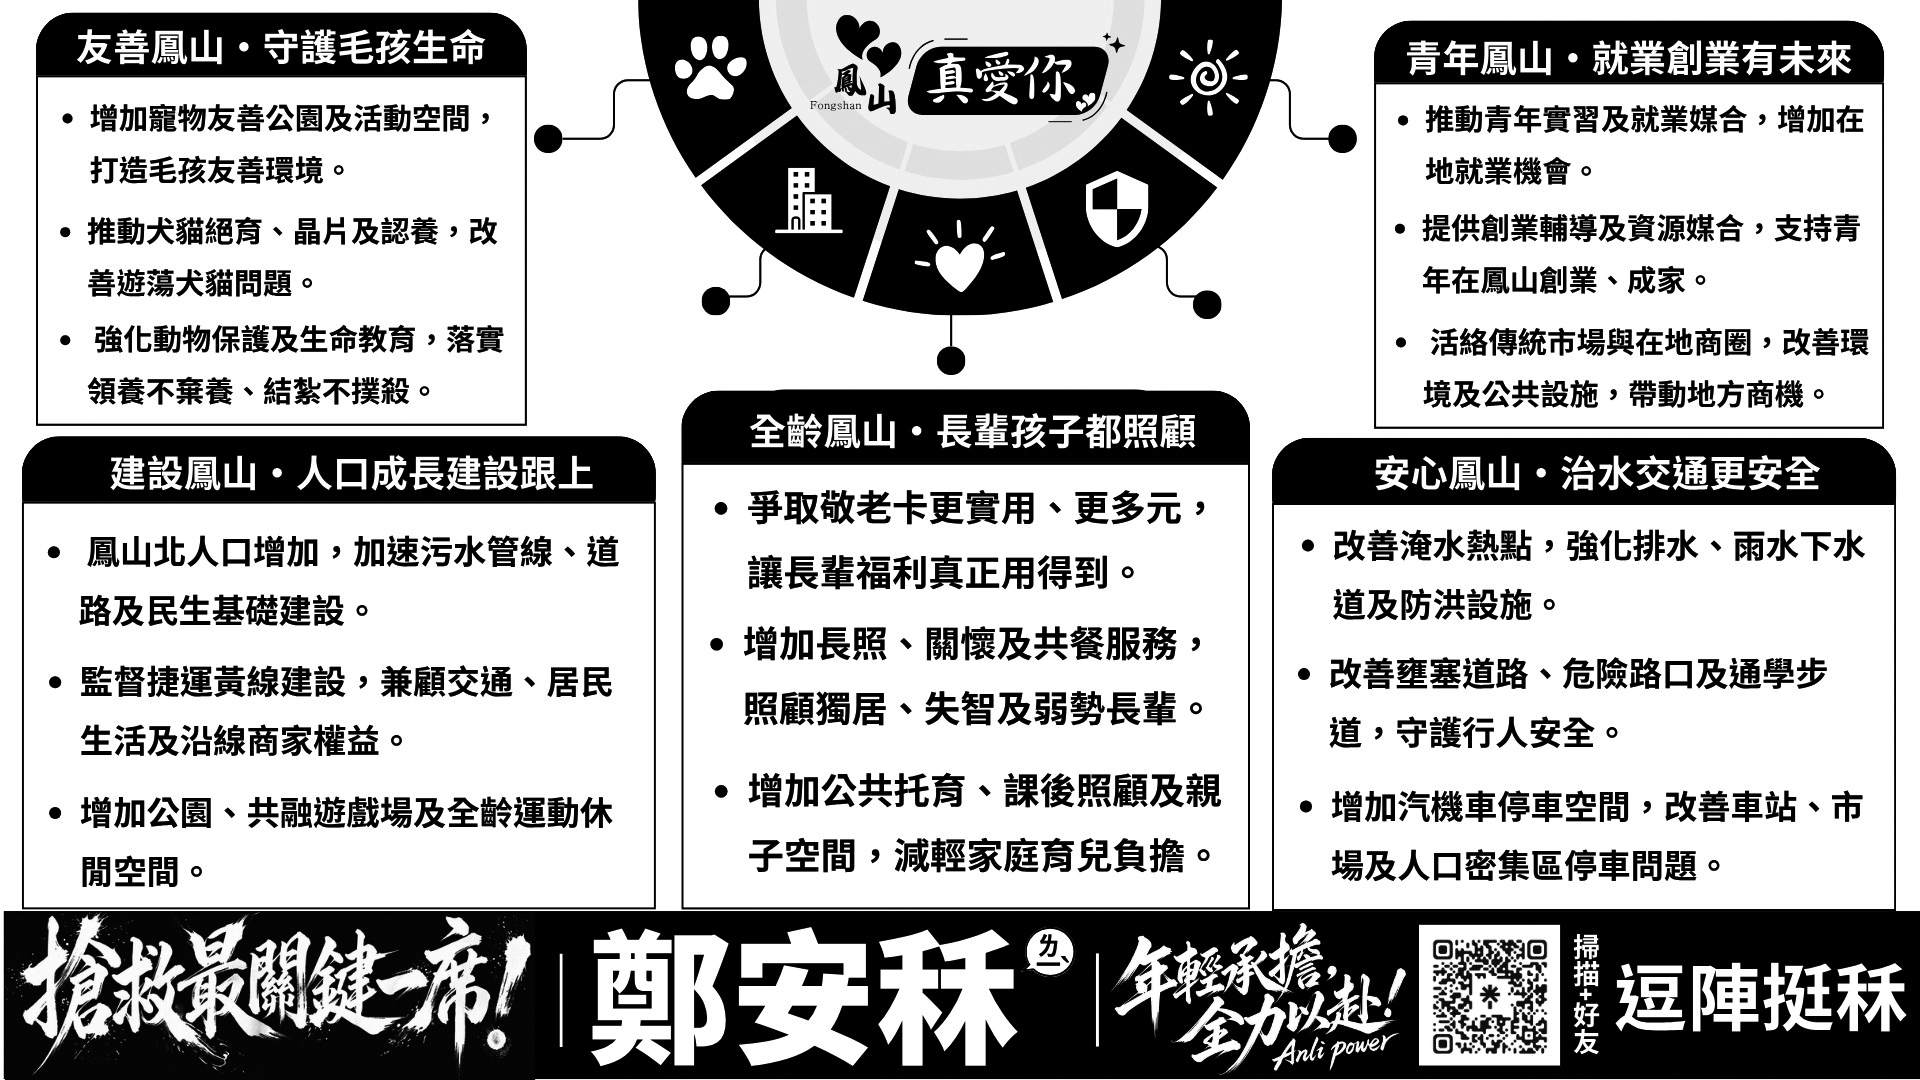 鳳山
Fongshan
真愛你
友善鳳山・守護毛孩生命
• 增加寵物友善公園及活動空間，
打造毛孩友善環境。
• 推動犬貓絕育、晶片及認養，改
善遊蕩犬貓問題。
• 強化動物保護及生命教育，落實
領養不棄養、結紮不撲殺。
青年鳳山・就業創業有未來
• 推動青年實習及就業媒合，增加在
地就業機會。
• 提供創業輔導及資源媒合，支持青
年在鳳山創業、成家。
• 活絡傳統市場與在地商圈，改善環
境及公共設施，帶動地方商機。
建設鳳山・人口成長建設跟上
• 鳳山北人口增加，加速污水管線、道
路及民生基礎建設。
• 監督捷運黃線建設，兼顧交通、居民
生活及沿線商家權益。
• 增加公園、共融遊戲場及全齡運動休
閒空間。
全齡鳳山・長輩孩子都照顧
• 爭取敬老卡更實用、更多元，
讓長輩福利真正用得到。
• 增加長照、關懷及共餐服務，
照顧獨居、失智及弱勢長輩。
• 增加公共托育、課後照顧及親
子空間，減輕家庭育兒負擔。
安心鳳山・治水交通更安全
• 改善淹水熱點，強化排水、雨水下水
道及防洪設施。
• 改善壅塞道路、危險路口及通學步
道，守護行人安全。
• 增加汽機車停車空間，改善車站、市
場及人口密集區停車問題。
搶救最關鍵一席！
鄭安秝
ㄌㄧˋ
年輕承擔，
全力以赴！
Anli power
掃描+好友
逗陣挺秝